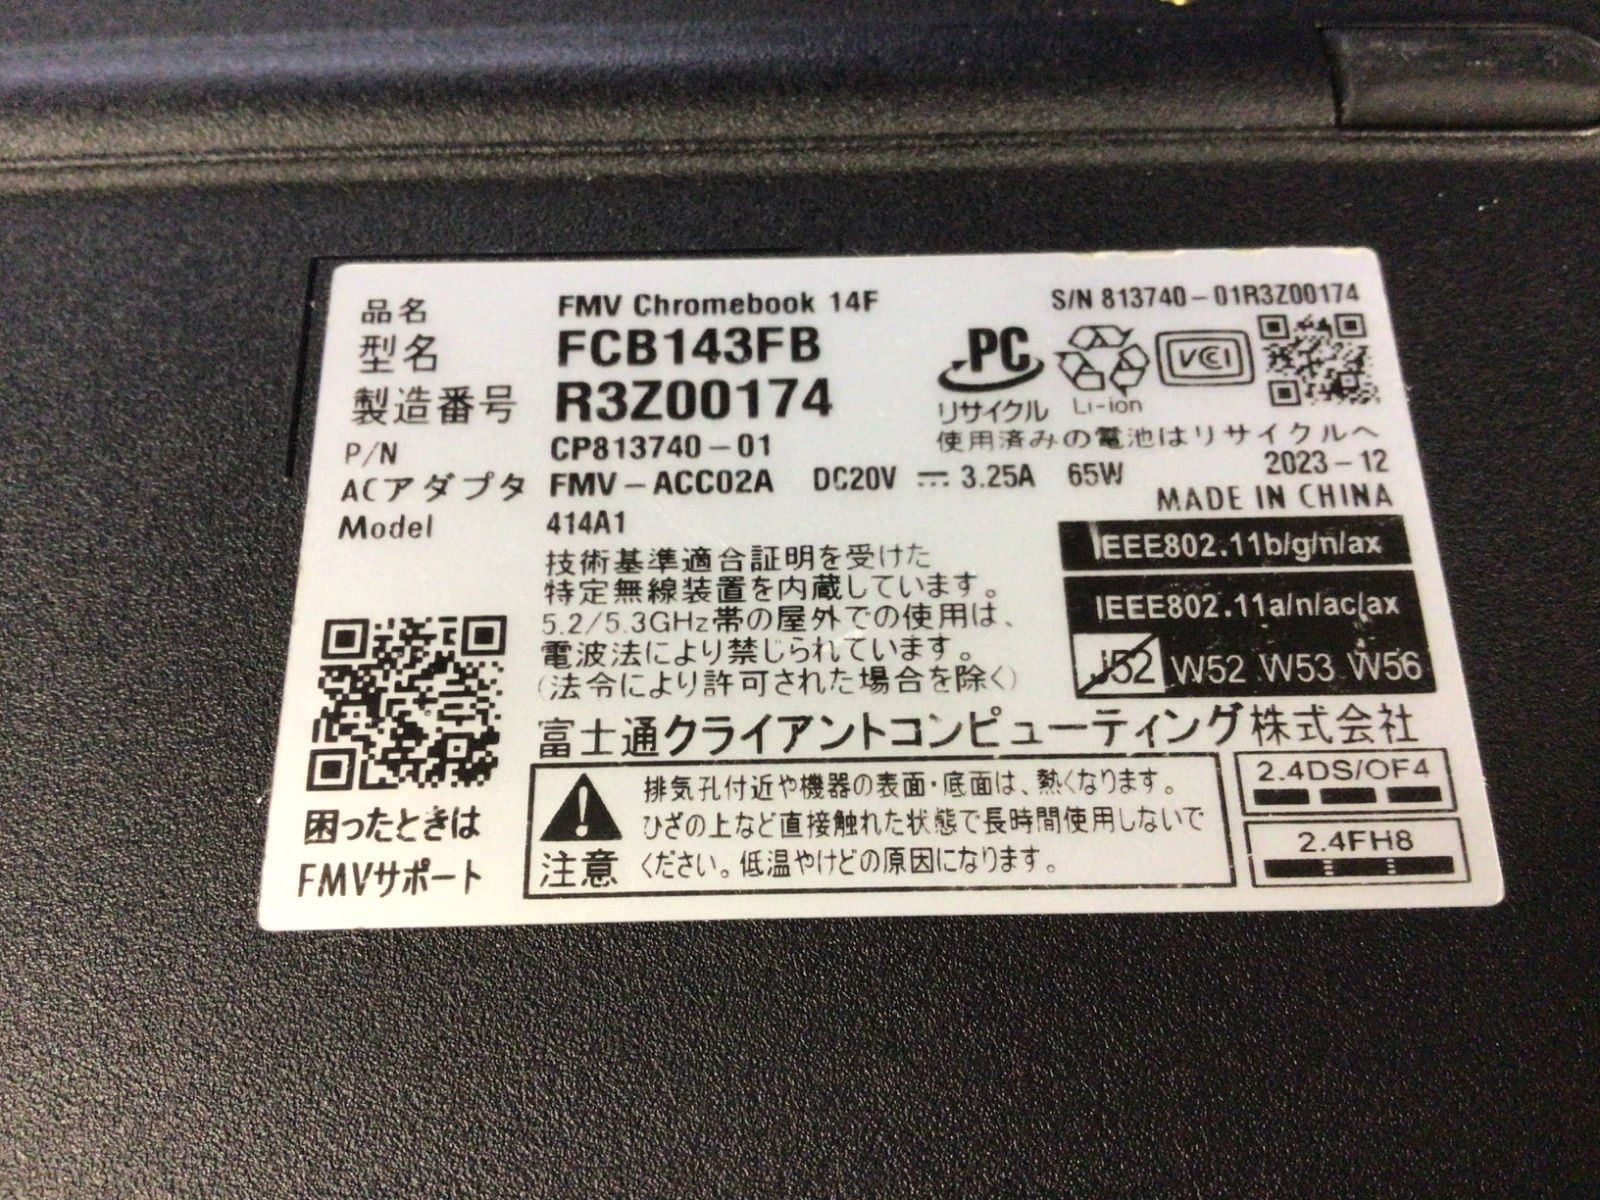 品名 FMV Chromebook 14F S/N 813740-01R3Z00174
型名 FCB143FB
製造番号 R3Z00174
PC
リサイクル
Li-ion
VCCI
P/N CP813740-01 使用済みの電池はリサイクルへ
ACアダプタ FMV-ACC02A DC20V ⎓ 3.25A 65W 2023-12
MADE IN CHINA
Model 414A1
技術基準適合証明を受けた
特定無線装置を内蔵しています。
5.2/5.3GHz帯の屋外での使用は、
電波法により禁じられています。
(法令により許可された場合を除く)
IEEE802.11b/g/n/ax
IEEE802.11a/n/ac/ax
J52 W52 W53 W56
富士通クライアントコンピューティング株式会社
困ったときは
FMVサポート
注意
排気孔付近や機器の表面・底面は、熱くなります。
ひざの上など直接触れた状態で長時間使用しないで
ください。低温やけどの原因になります。
2.4DS/OF4
2.4FH8